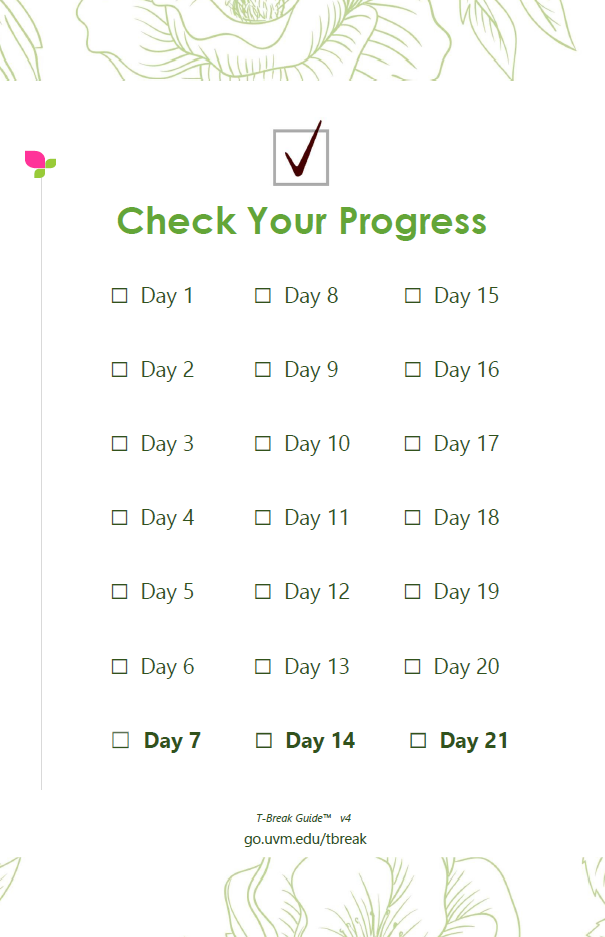 Check Your Progress
☐ Day 1 ☐ Day 8 ☐ Day 15
☐ Day 2 ☐ Day 9 ☐ Day 16
☐ Day 3 ☐ Day 10 ☐ Day 17
☐ Day 4 ☐ Day 11 ☐ Day 18
☐ Day 5 ☐ Day 12 ☐ Day 19
☐ Day 6 ☐ Day 13 ☐ Day 20
☐ Day 7 ☐ Day 14 ☐ Day 21
T-Break Guide™ v4
go.uvm.edu/tbreak